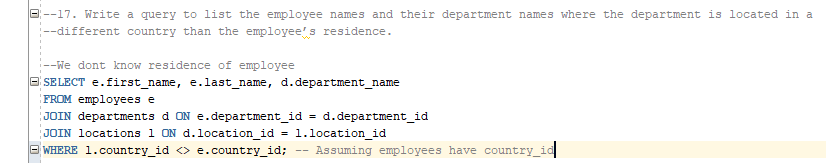 --17. Write a query to list the employee names and their department names where the department is located in a
--different country than the employee’s residence.
--We dont know residence of employee
SELECT e.first_name, e.last_name, d.department_name
FROM employees e
JOIN departments d ON e.department_id = d.department_id
JOIN locations l ON d.location_id = l.location_id
WHERE l.country_id <> e.country_id; -- Assuming employees have country_id